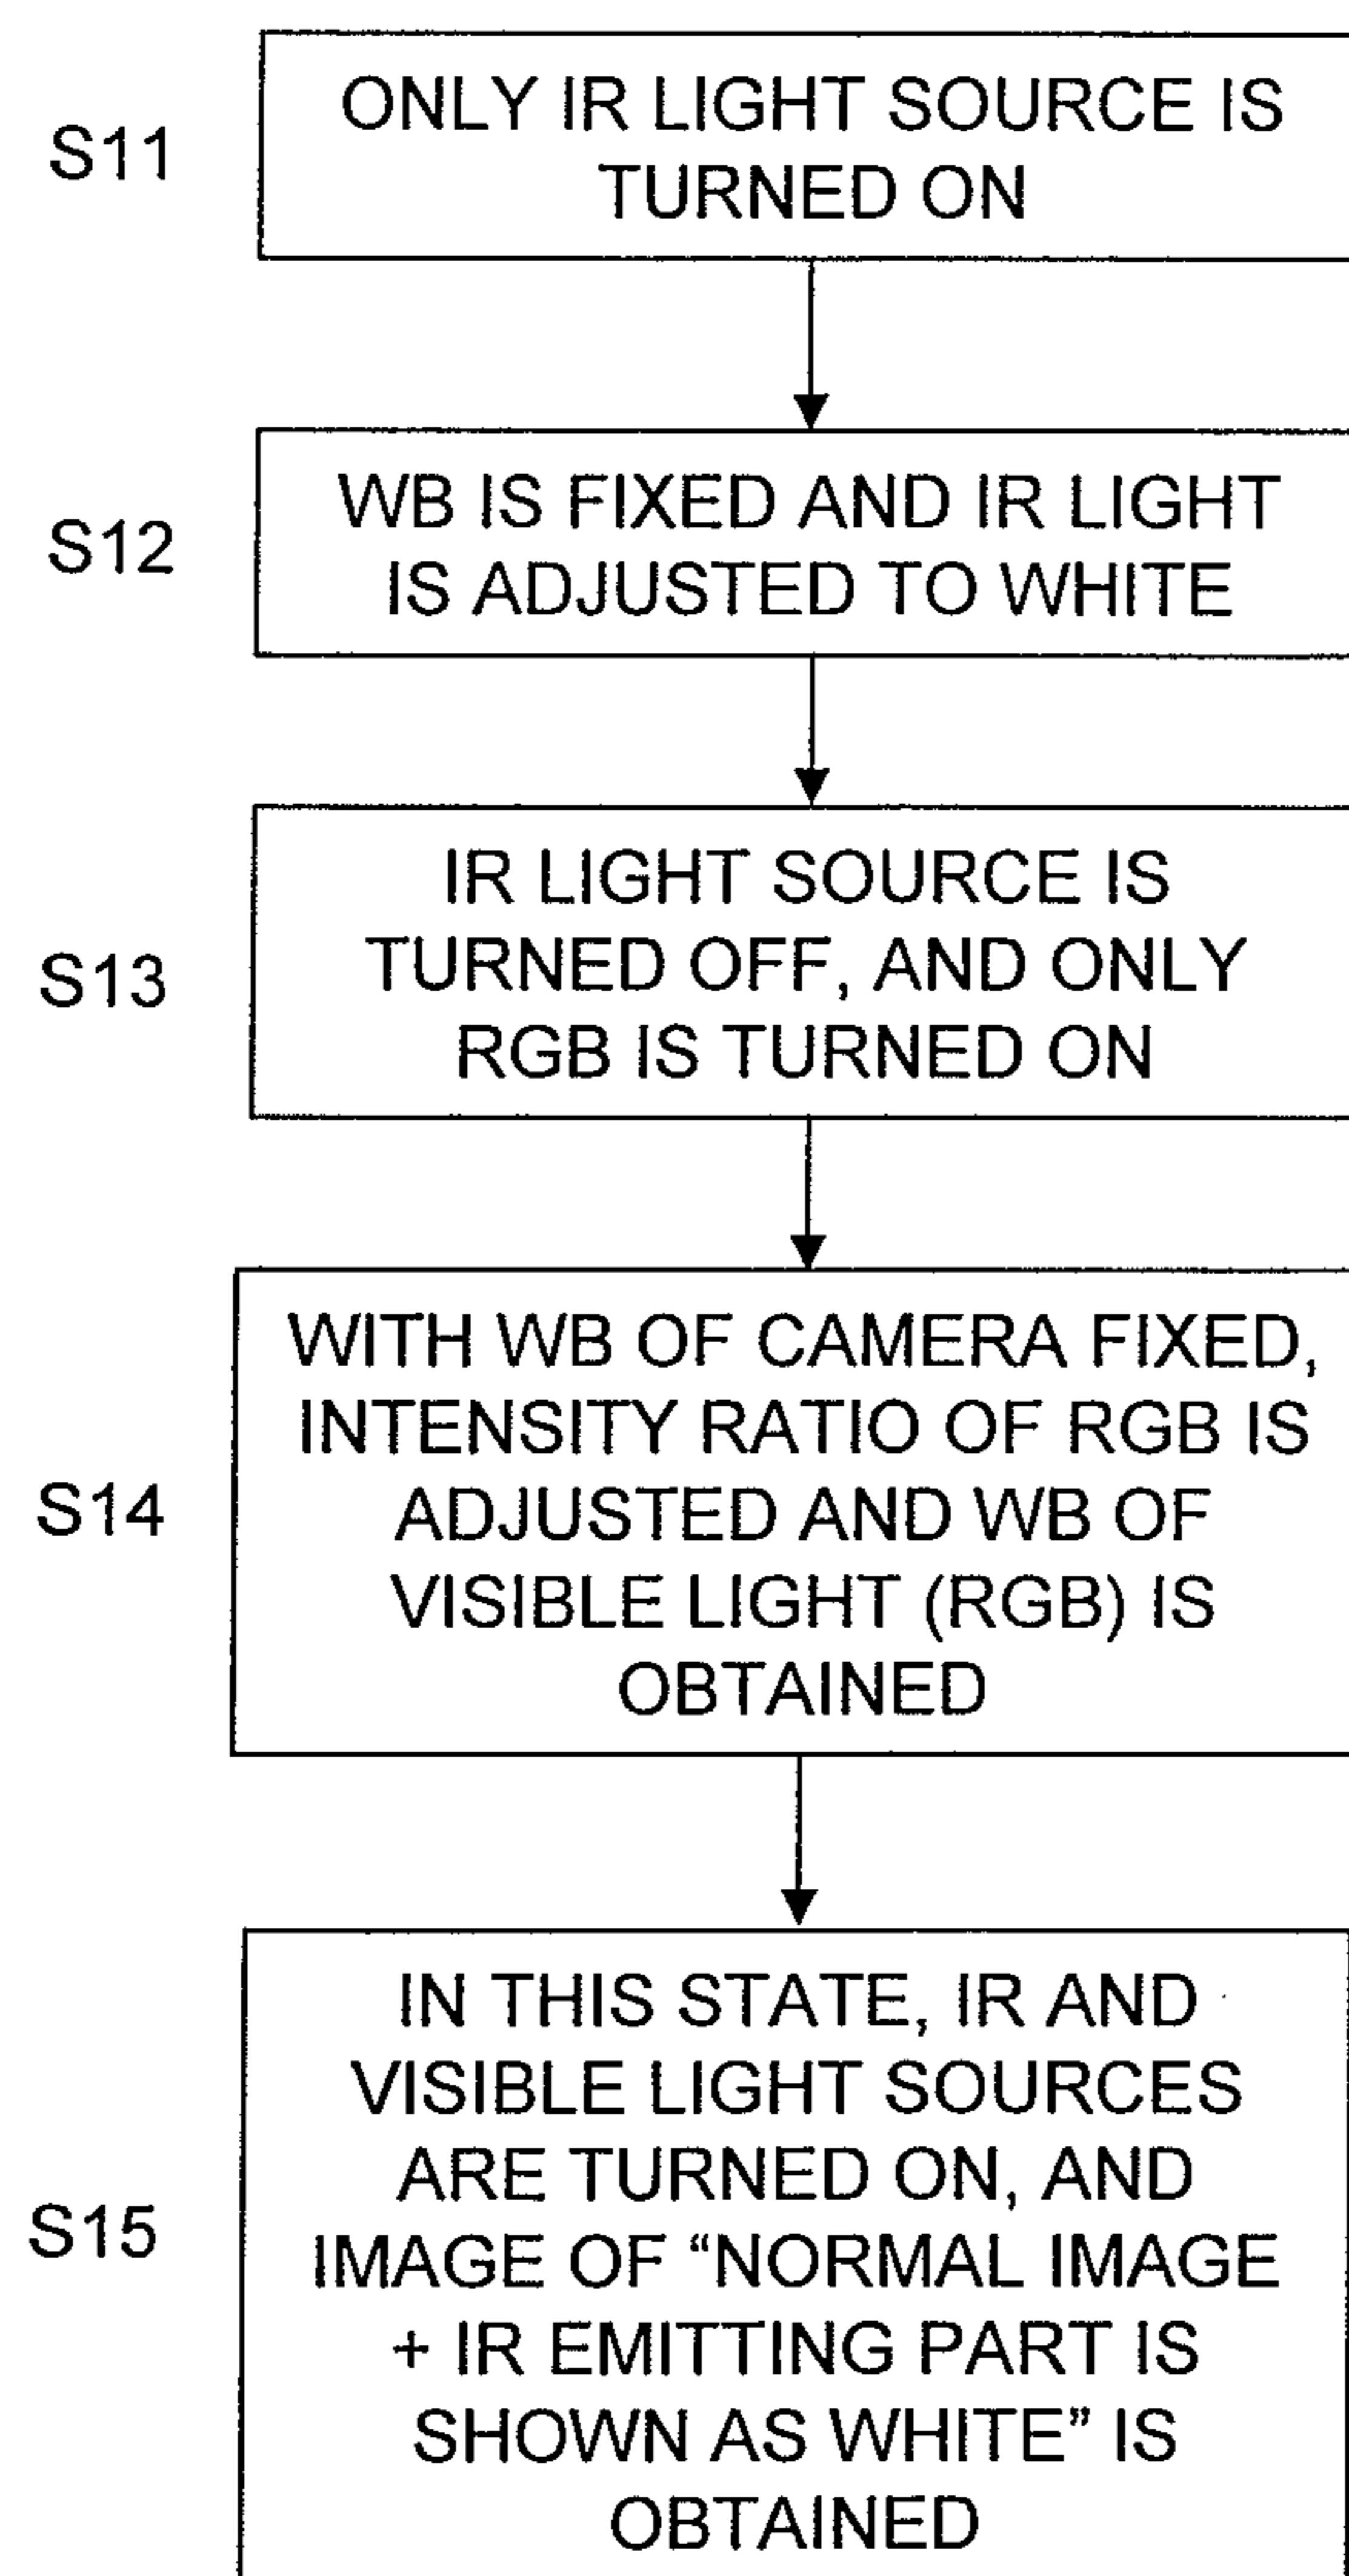 S11
ONLY IR LIGHT SOURCE IS
TURNED ON
S12
WB IS FIXED AND IR LIGHT
IS ADJUSTED TO WHITE
S13
IR LIGHT SOURCE IS
TURNED OFF, AND ONLY
RGB IS TURNED ON
S14
WITH WB OF CAMERA FIXED,
INTENSITY RATIO OF RGB IS
ADJUSTED AND WB OF
VISIBLE LIGHT (RGB) IS
OBTAINED
S15
IN THIS STATE, IR AND
VISIBLE LIGHT SOURCES
ARE TURNED ON, AND
IMAGE OF “NORMAL IMAGE
+ IR EMITTING PART IS
SHOWN AS WHITE” IS
OBTAINED